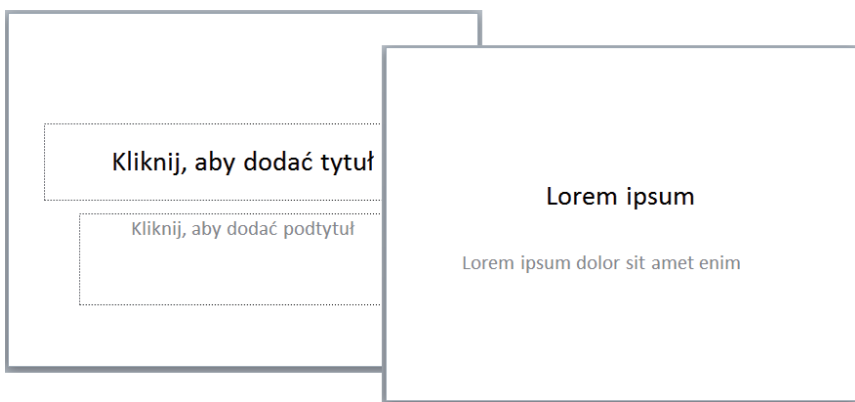 Kliknij, aby dodać tytuł
Kliknij, aby dodać podtytuł
Lorem ipsum
Lorem ipsum dolor sit amet enim